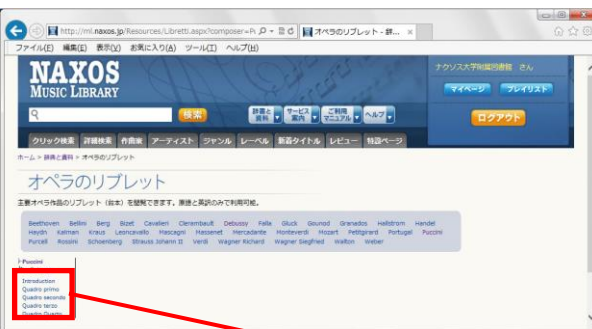 http://ml.naxos.jp/Resources/Libretti.aspx?composer=Pu
オペラのリブレット - 辞...
ファイル(F) 編集(E) 表示(V) お気に入り(A) ツール(T) ヘルプ(H)
NAXOS
MUSIC LIBRARY
ナクソス大学附属図書館 さん
マイページ プレイリスト
検索 辞書と資料 サービス案内 ご利用マニュアル ヘルプ
ログアウト
クリック検索 詳細検索 作曲家 アーティスト ジャンル レーベル 新着タイトル レビュー 特設ページ
ホーム > 辞典と資料 > オペラのリブレット
オペラのリブレット
主要オペラ作品のリブレット（台本）を閲覧できます。原語と英訳のみで利用可能。
Beethoven Bellini Berg Bizet Cavalieri Clerambault Debussy Falla Gluck Gounod Granados Hallstrom Handel
Haydn Kalman Kraus Leoncavallo Mascagni Massenet Mercadante Monteverdi Mozart Petitgirard Portugal Puccini
Purcell Rossini Schoenberg Strauss Johann II Verdi Wagner Richard Wagner Siegfried Walton Weber
Puccini
Introduction
Quadro primo
Quadro secondo
Quadro terzo
Quadro Quarto